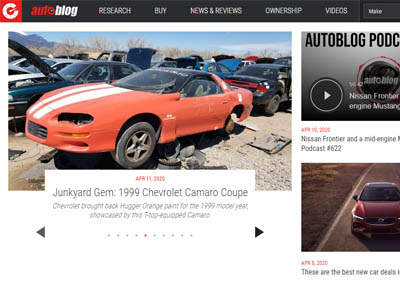 autoblog
RESEARCH
BUY
NEWS & REVIEWS
OWNERSHIP
VIDEOS
Make
APR 11, 2020
Junkyard Gem: 1999 Chevrolet Camaro Coupe
Chevrolet brought back Hugger Orange paint for the 1999 model year,
showcased by this T-top-equipped Camaro.
AUTOBLOG PODC
autoblog
Nissan Frontier
engine Mustang
APR 10, 2020
Nissan Frontier and a mid-engine M
Podcast #622
APR 8, 2020
These are the best new car deals i